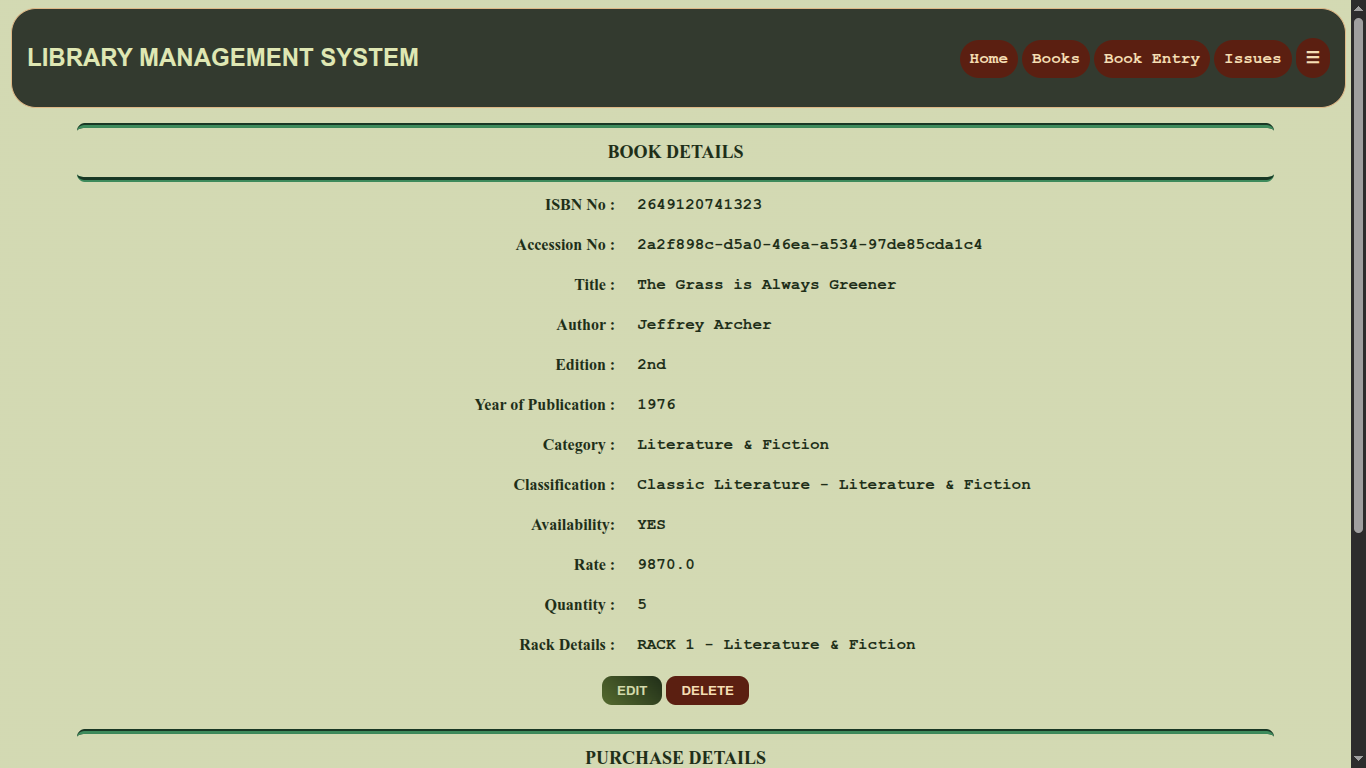 LIBRARY MANAGEMENT SYSTEM
Home Books Book Entry Issues ☰
BOOK DETAILS
ISBN No : 2649120741323
Accession No : 2a2f898c-d5a0-46ea-a534-97de85cda1c4
Title : The Grass is Always Greener
Author : Jeffrey Archer
Edition : 2nd
Year of Publication : 1976
Category : Literature & Fiction
Classification : Classic Literature - Literature & Fiction
Availability: YES
Rate : 9870.0
Quantity : 5
Rack Details : RACK 1 - Literature & Fiction
EDIT DELETE
PURCHASE DETAILS